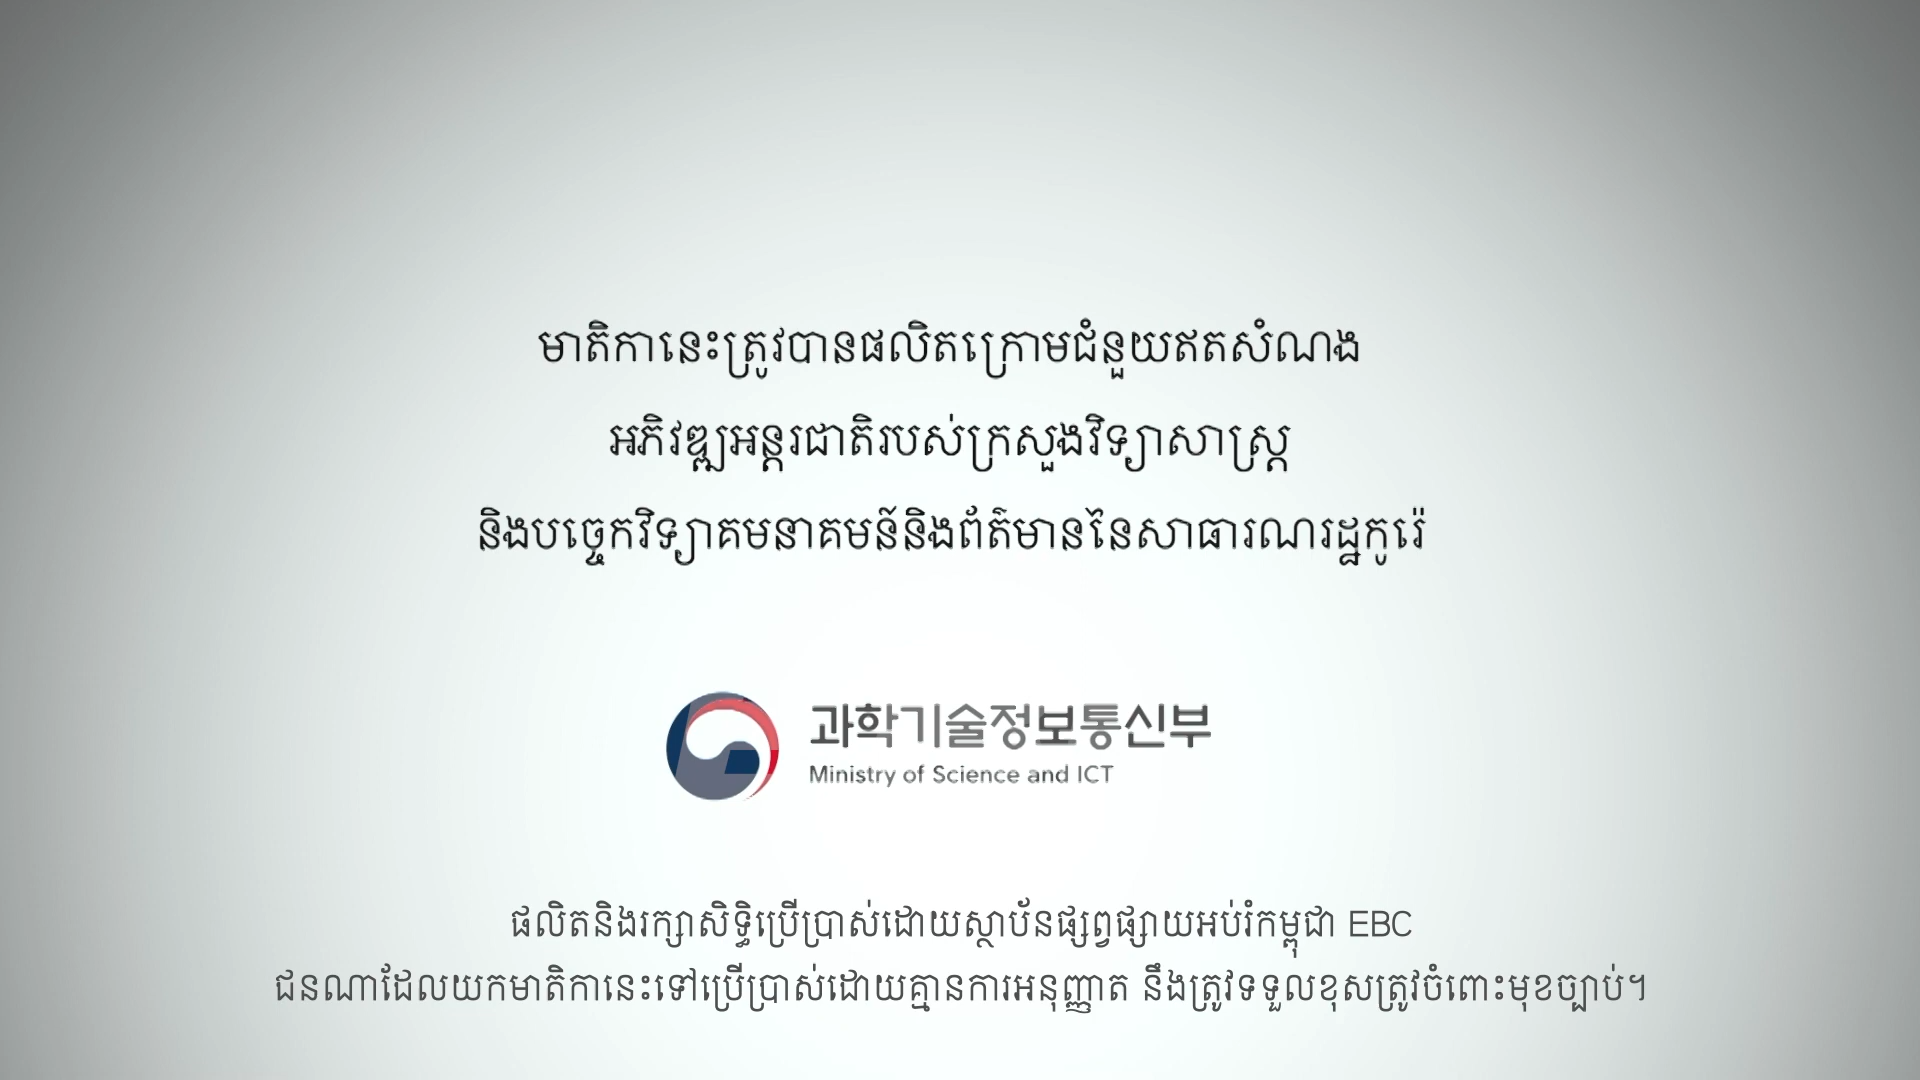 មាតិកានេះត្រូវបានផលិតក្រោមជំនួយឥតសំណង
អភិវឌ្ឍអន្តរជាតិរបស់ក្រសួងវិទ្យាសាស្ត្រ
និងបច្ចេកវិទ្យាគមនាគមន៍និងព័ត៌មាននៃសាធារណរដ្ឋកូរ៉េ
과학기술정보통신부
Ministry of Science and ICT
ផលិតនិងរក្សាសិទ្ធិប្រើប្រាស់ដោយស្ថាប័នផ្សព្វផ្សាយអប់រំកម្ពុជា EBC
ជនណាដែលយកមាតិកានេះទៅប្រើប្រាស់ដោយគ្មានការអនុញ្ញាត នឹងត្រូវទទួលខុសត្រូវចំពោះមុខច្បាប់។